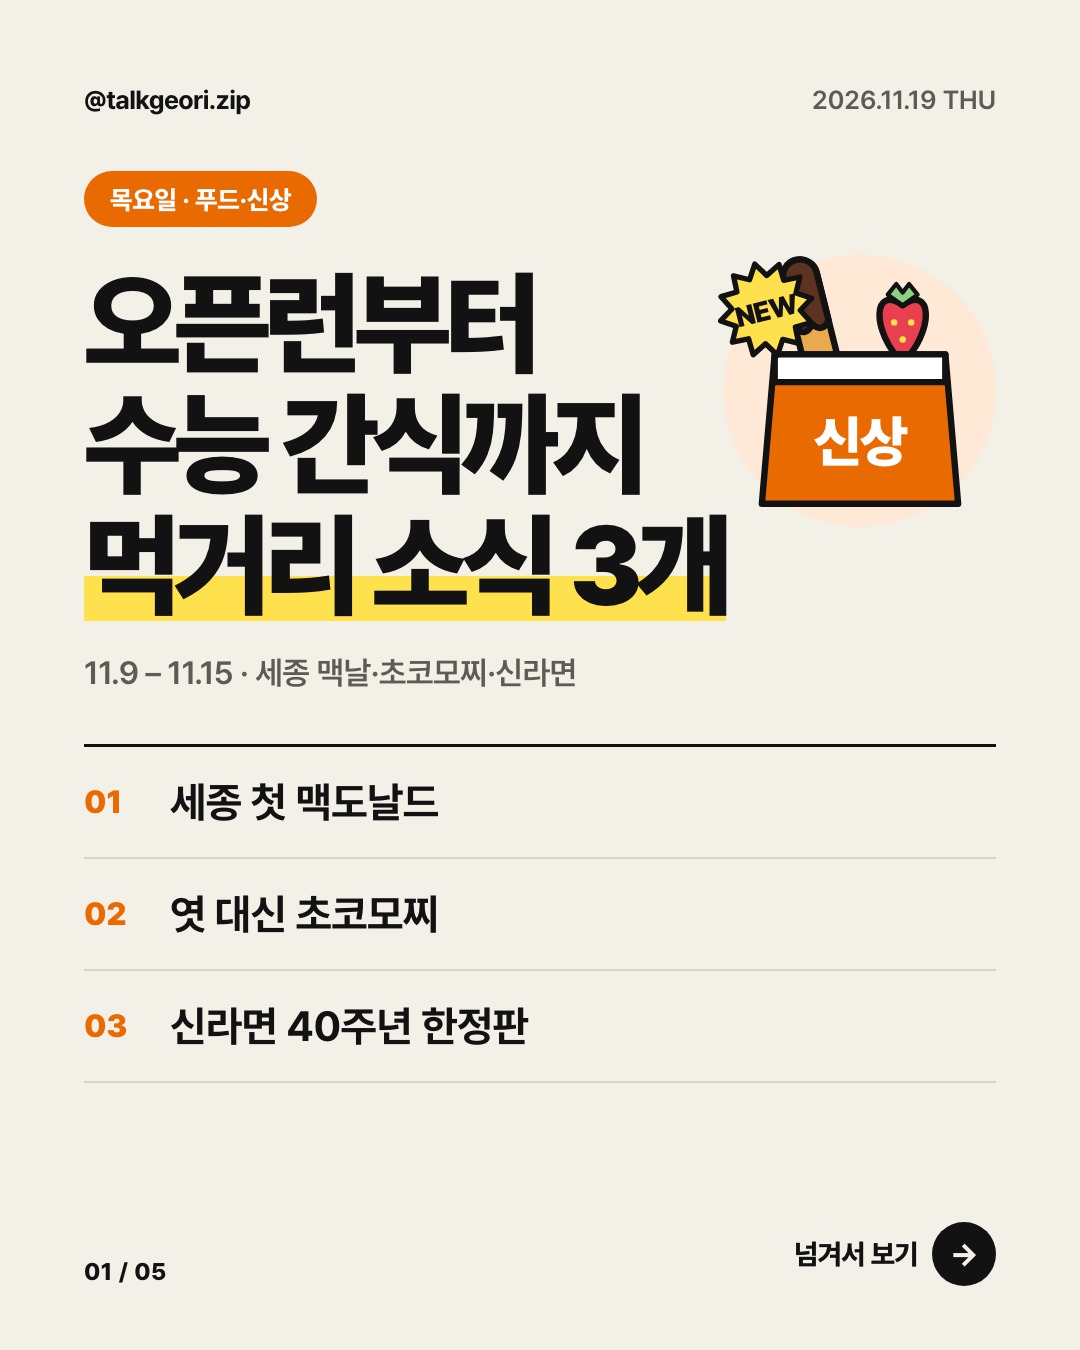 @talkgeori.zip
2026.11.19 THU
목요일 · 푸드·신상
오픈런부터
수능 간식까지
먹거리 소식 3개
NEW
신상
11.9 – 11.15 · 세종 맥날·초코모찌·신라면
01 세종 첫 맥도날드
02 엿 대신 초코모찌
03 신라면 40주년 한정판
01 / 05
넘겨서 보기